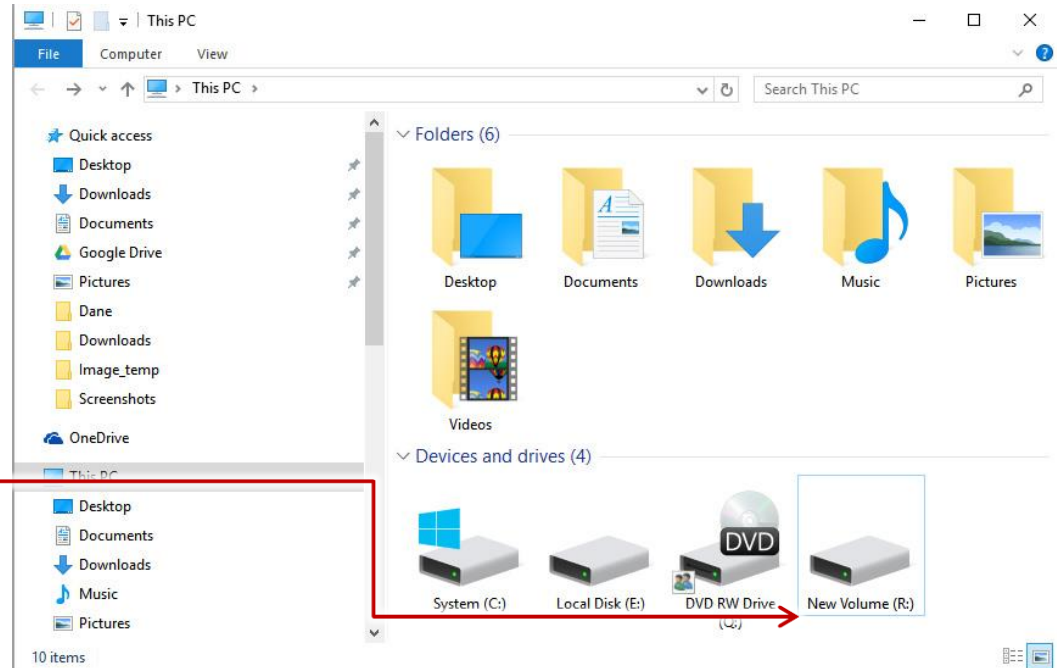 This PC
File Computer View
This PC
Search This PC
Quick access
Desktop
Downloads
Documents
Google Drive
Pictures
Dane
Downloads
Image_temp
Screenshots
OneDrive
This PC
Desktop
Documents
Downloads
Music
Pictures
Folders (6)
Desktop Documents Downloads Music Pictures
Videos
Devices and drives (4)
DVD
System (C:) Local Disk (E:) DVD RW Drive New Volume (R:)
(Q:)
10 items